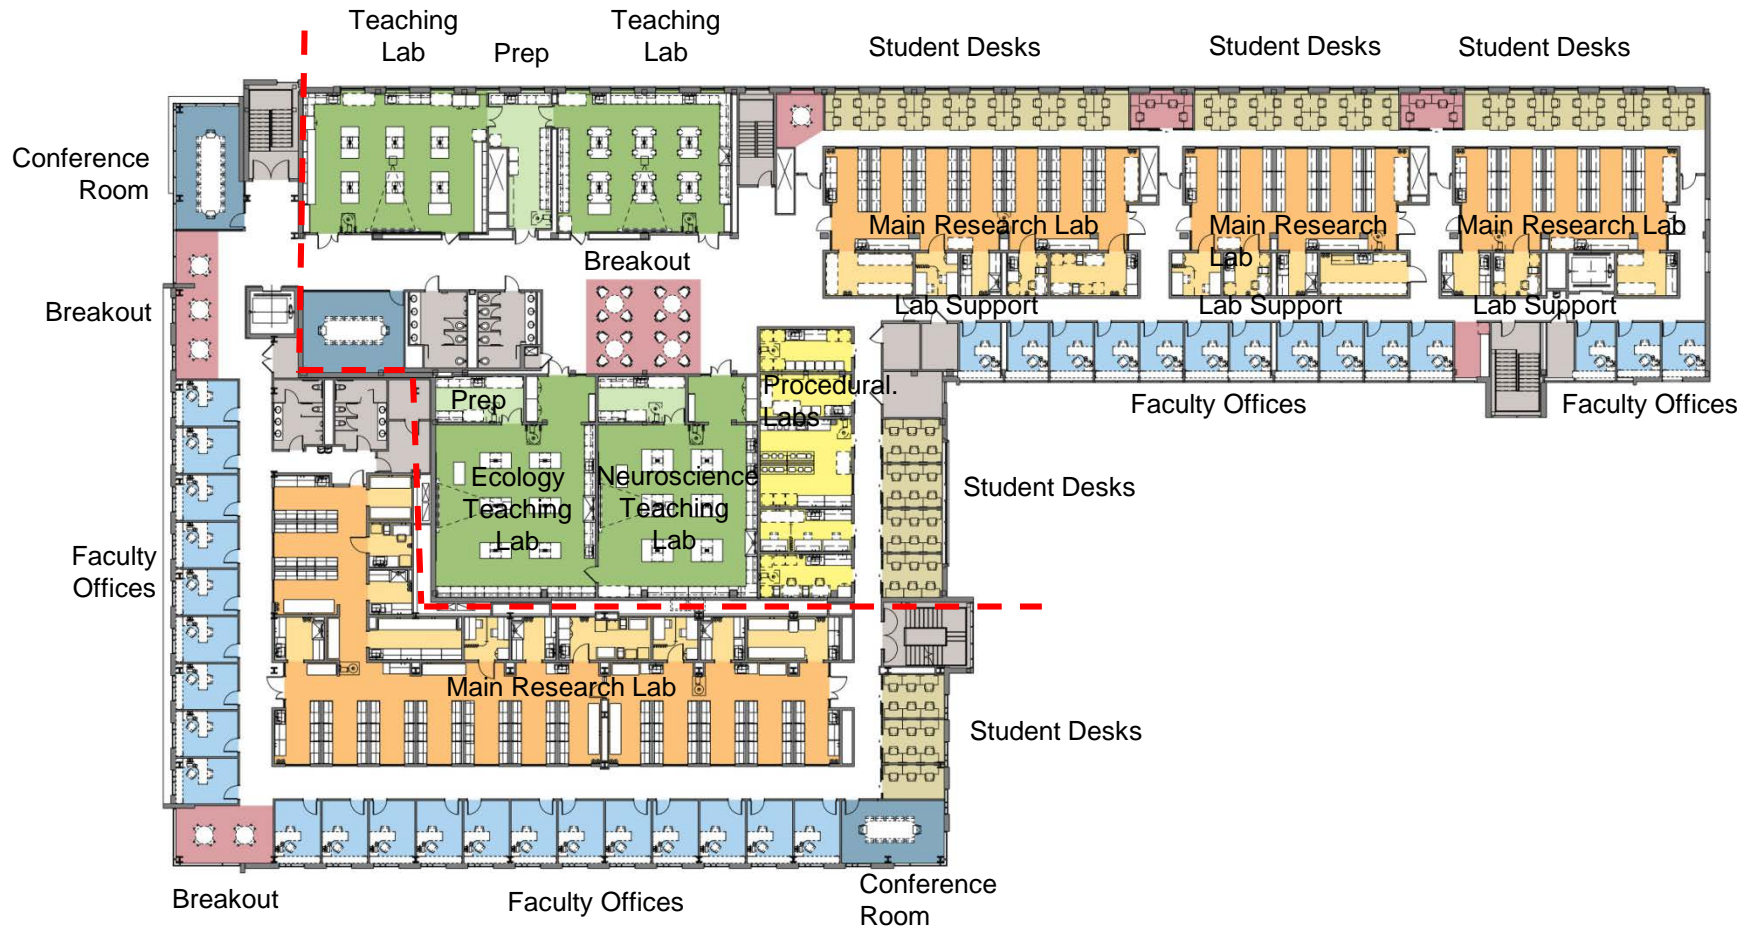 Teaching
Lab
Prep
Teaching
Lab
Student Desks
Student Desks
Student Desks
Conference
Room
Main Research Lab
Main Research
Lab
Main Research Lab
Breakout
Breakout
Lab Support
Lab Support
Lab Support
Prep
Procedural.
Labs
Faculty Offices
Faculty Offices
Ecology
Teaching
Lab
Neuroscience
Teaching
Lab
Student Desks
Faculty
Offices
Main Research Lab
Student Desks
Breakout
Faculty Offices
Conference
Room